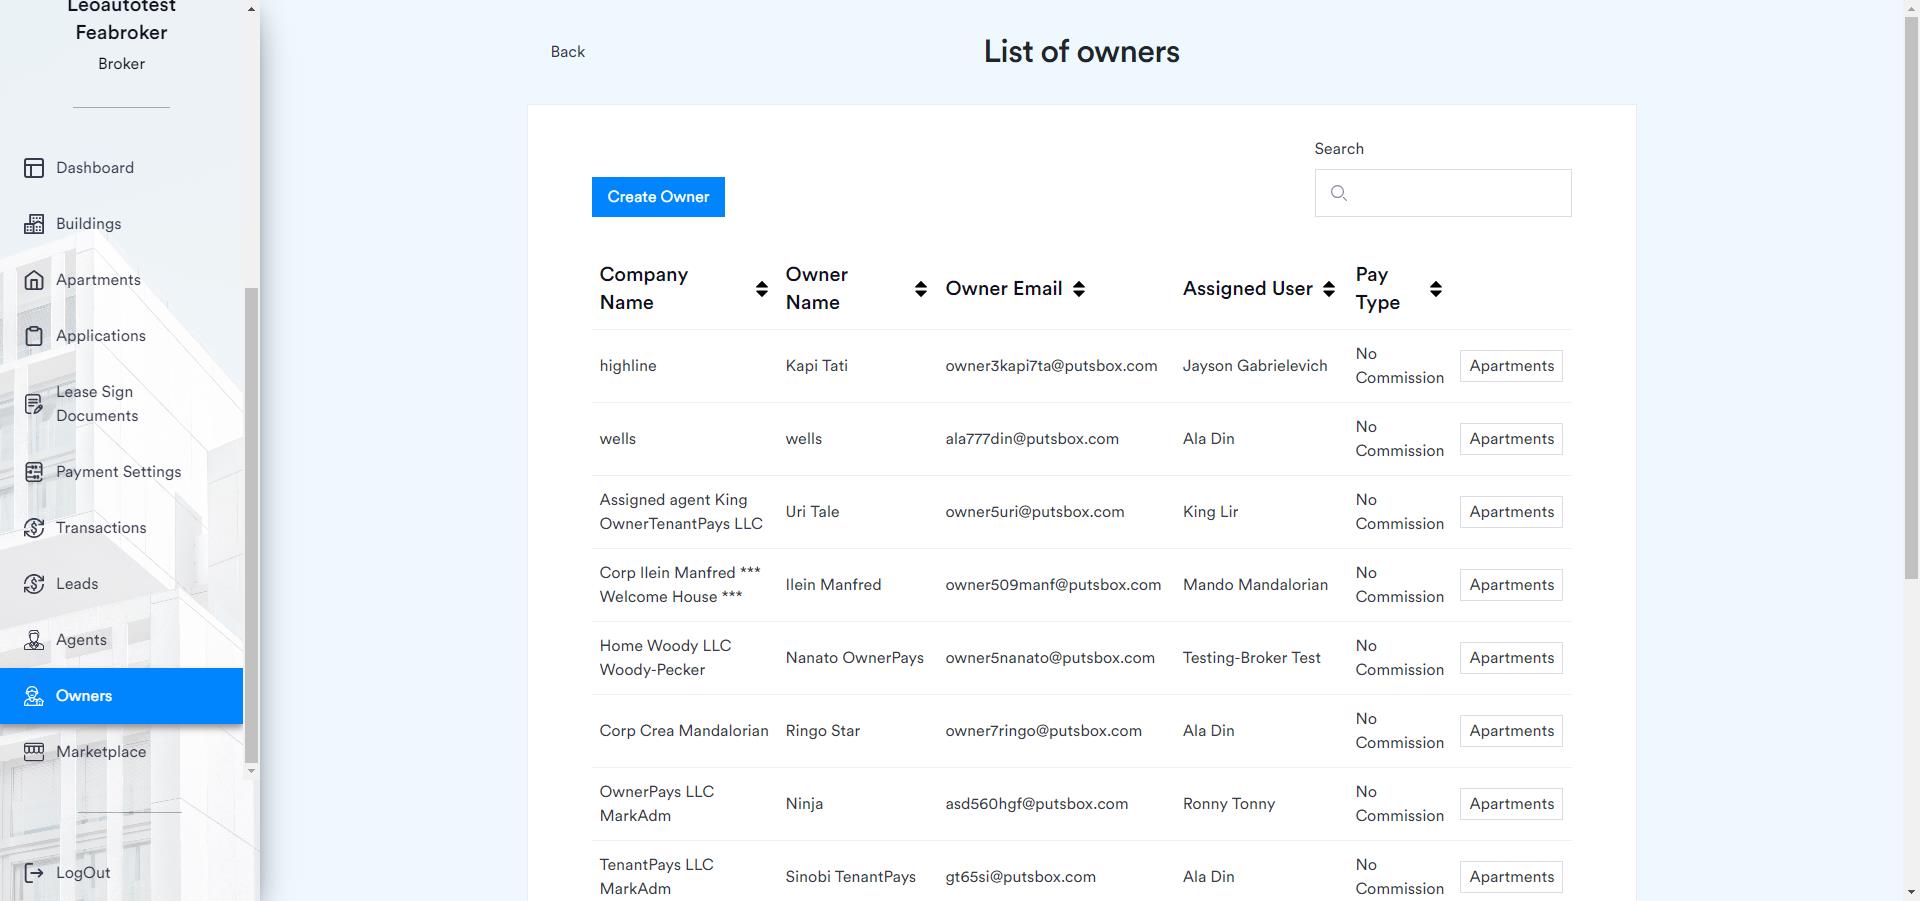 Leoautotest
Feabroker
Broker
Dashboard
Buildings
Apartments
Applications
Lease Sign
Documents
Payment Settings
Transactions
Leads
Agents
Owners
Marketplace
LogOut
Back
List of owners
Search
Create Owner
Company
Name
Owner
Name
Owner Email
Assigned User
Pay
Type
highline
Kapi Tati
owner3kapi7ta@putsbox.com
Jayson Gabrielevich
No
Commission
Apartments
wells
wells
ala777din@putsbox.com
Ala Din
No
Commission
Apartments
Assigned agent King
OwnerTenantPays LLC
Uri Tale
owner5uri@putsbox.com
King Lir
No
Commission
Apartments
Corp Ilein Manfred ***
Welcome House ***
Ilein Manfred
owner509manf@putsbox.com
Mando Mandalorian
No
Commission
Apartments
Home Woody LLC
Woody-Pecker
Nanato OwnerPays
owner5nanato@putsbox.com
Testing-Broker Test
No
Commission
Apartments
Corp Crea Mandalorian
Ringo Star
owner7ringo@putsbox.com
Ala Din
No
Commission
Apartments
OwnerPays LLC
MarkAdm
Ninja
asd560hgf@putsbox.com
Ronny Tonny
No
Commission
Apartments
TenantPays LLC
MarkAdm
Sinobi TenantPays
gt65si@putsbox.com
Ala Din
No
Commission
Apartments